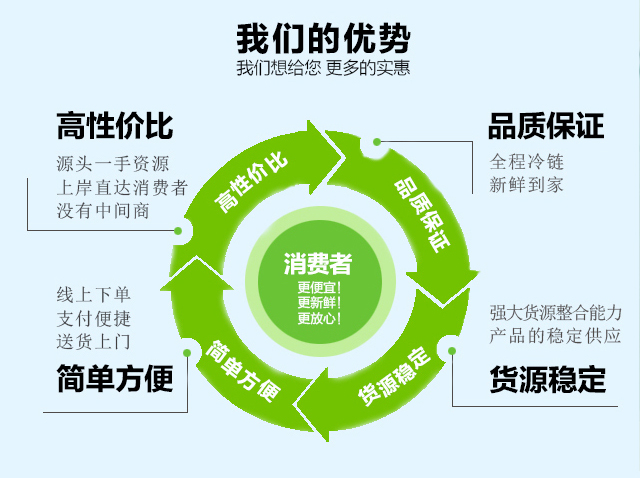 我们的优势
我们想给您 更多的实惠
高性价比
源头一手资源
上岸直达消费者
没有中间商
品质保证
全程冷链
新鲜到家
高性价比
品质保证
消费者
更便宜!
更新鲜!
更放心!
简单方便
货源稳定
线上下单
支付便捷
送货上门
简单方便
强大货源整合能力
产品的稳定供应
货源稳定